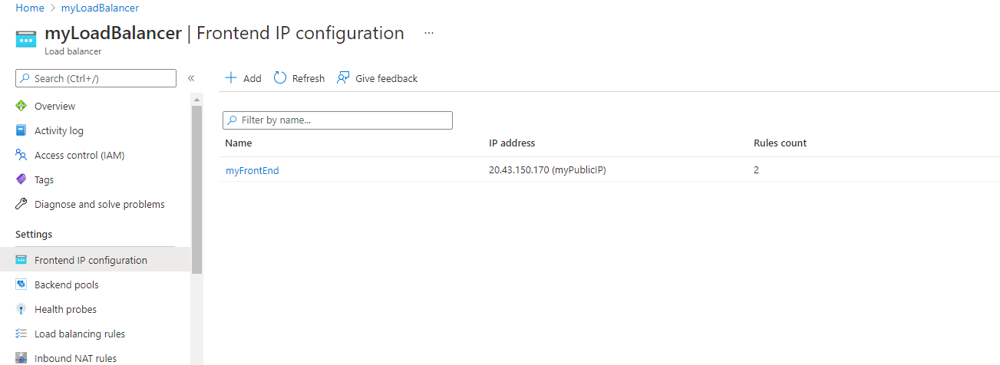 Home > myLoadBalancer
myLoadBalancer | Frontend IP configuration ...
Load balancer
Search (Ctrl+/)
«
Overview
Activity log
Access control (IAM)
Tags
Diagnose and solve problems
Settings
Frontend IP configuration
Backend pools
Health probes
Load balancing rules
Inbound NAT rules
+ Add Refresh Give feedback
Filter by name...
Name IP address Rules count
myFrontEnd 20.43.150.170 (myPublicIP) 2